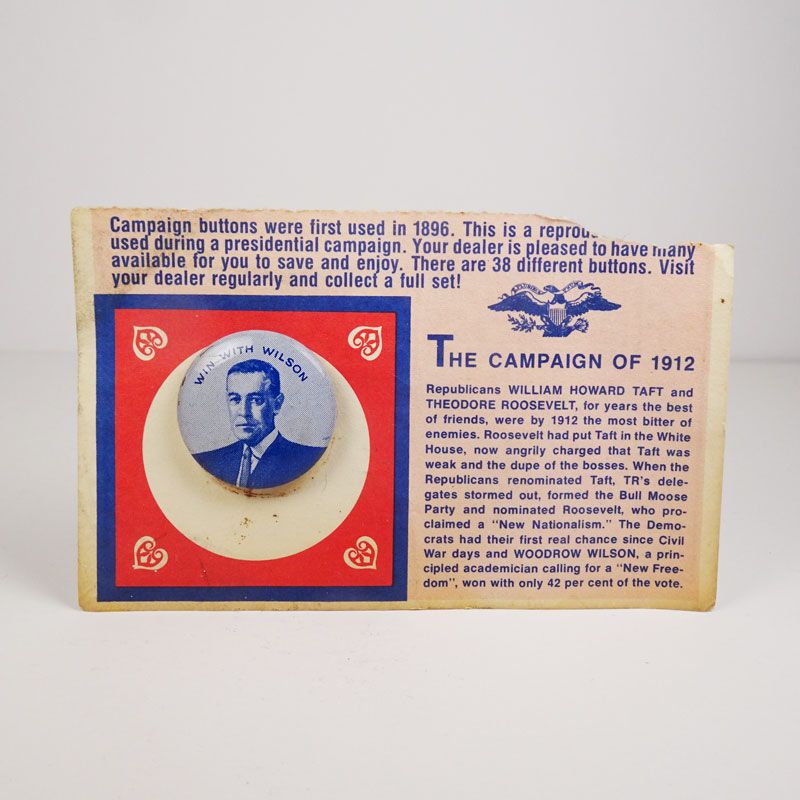 Campaign buttons were first used in 1896. This is a
used during a presidential campaign. Your dealer is pleased to have many
available for you to save and enjoy. There are 38 different buttons. Visit
your dealer regularly and collect a full set!
WIN WITH WILSON
THE CAMPAIGN OF 1912
Republicans WILLIAM HOWARD TAFT and
THEODORE ROOSEVELT, for years the best
of friends, were by 1912 the most bitter of
enemies. Roosevelt had put Taft in the White
House, now angrily charged that Taft was
weak and the dupe of the bosses. When the
Republicans renominated Taft, TR's dele-
gates stormed out, formed the Bull Moose
Party and nominated Roosevelt, who pro-
claimed a "New Nationalism." The Demo-
crats had their first real chance since Civil
War days and WOODROW WILSON, a prin-
cipled academician calling for a "New Free-
dom", won with only 42 per cent of the vote.